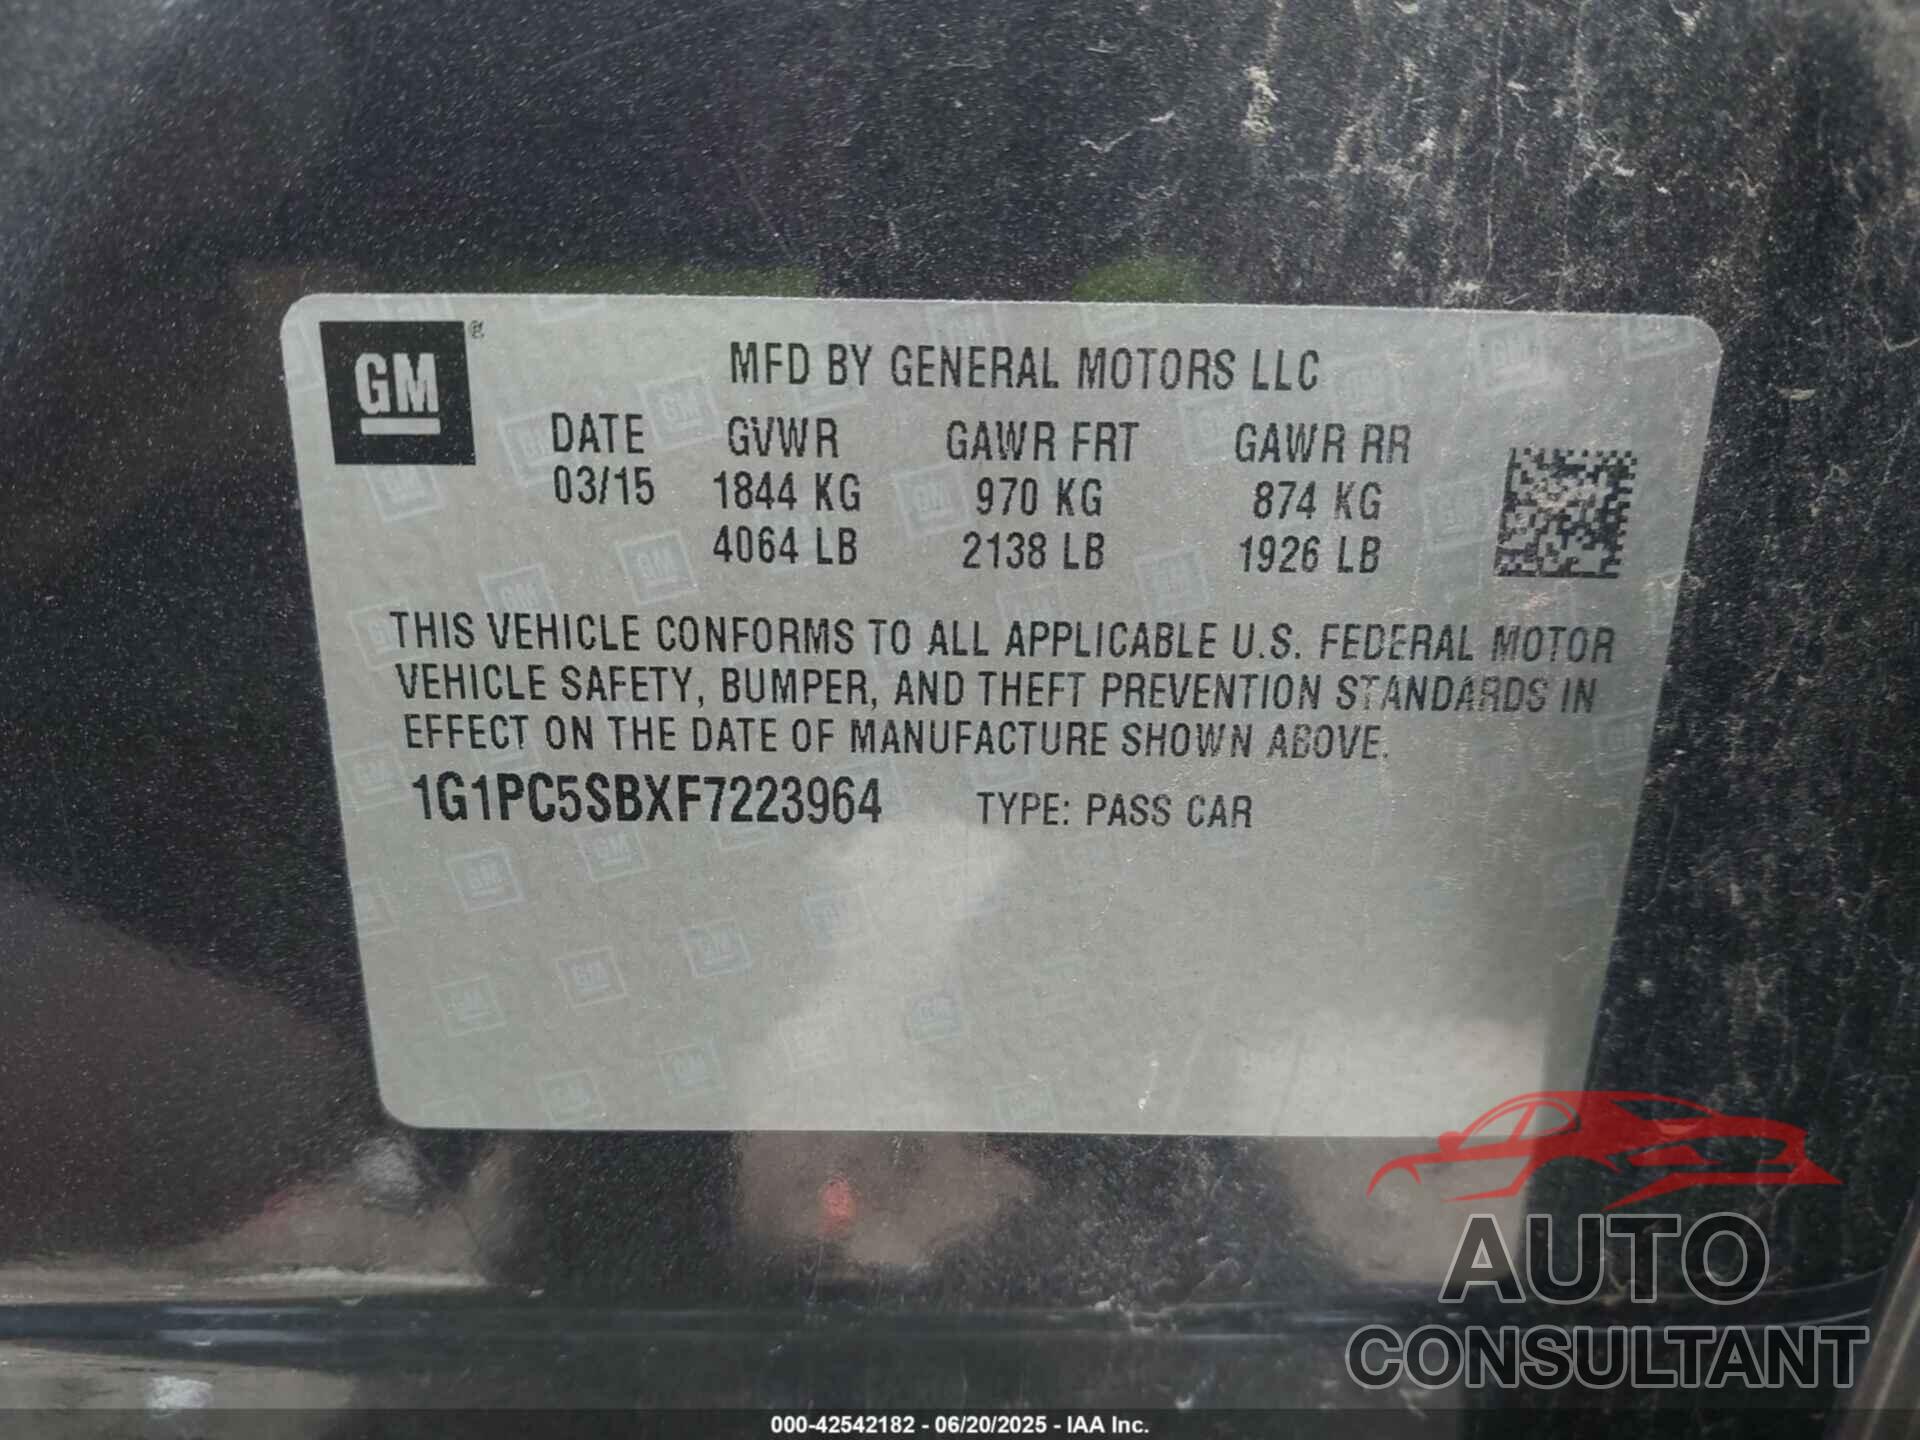 GM
MFD BY GENERAL MOTORS LLC
DATE GVWR GAWR FRT GAWR RR
03/15 1844 KG 970 KG 874 KG
4064 LB 2138 LB 1926 LB
THIS VEHICLE CONFORMS TO ALL APPLICABLE U.S. FEDERAL MOTOR
VEHICLE SAFETY, BUMPER, AND THEFT PREVENTION STANDARDS IN
EFFECT ON THE DATE OF MANUFACTURE SHOWN ABOVE.
1G1PC5SBXF7223964 TYPE: PASS CAR
AUTO
CONSULTANT
000-42542182 - 06/20/2025 - IAA Inc.